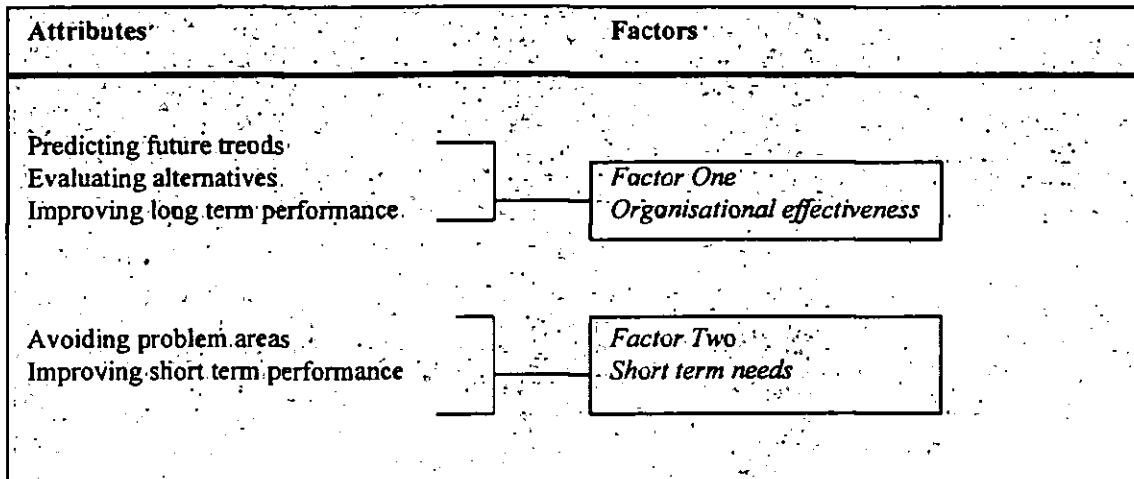 Attributes Factors
Predicting future trends
Evaluating alternatives
Improving long term performance
Factor One
Organisational effectiveness
Avoiding problem areas
Improving short term performance
Factor Two
Short term needs